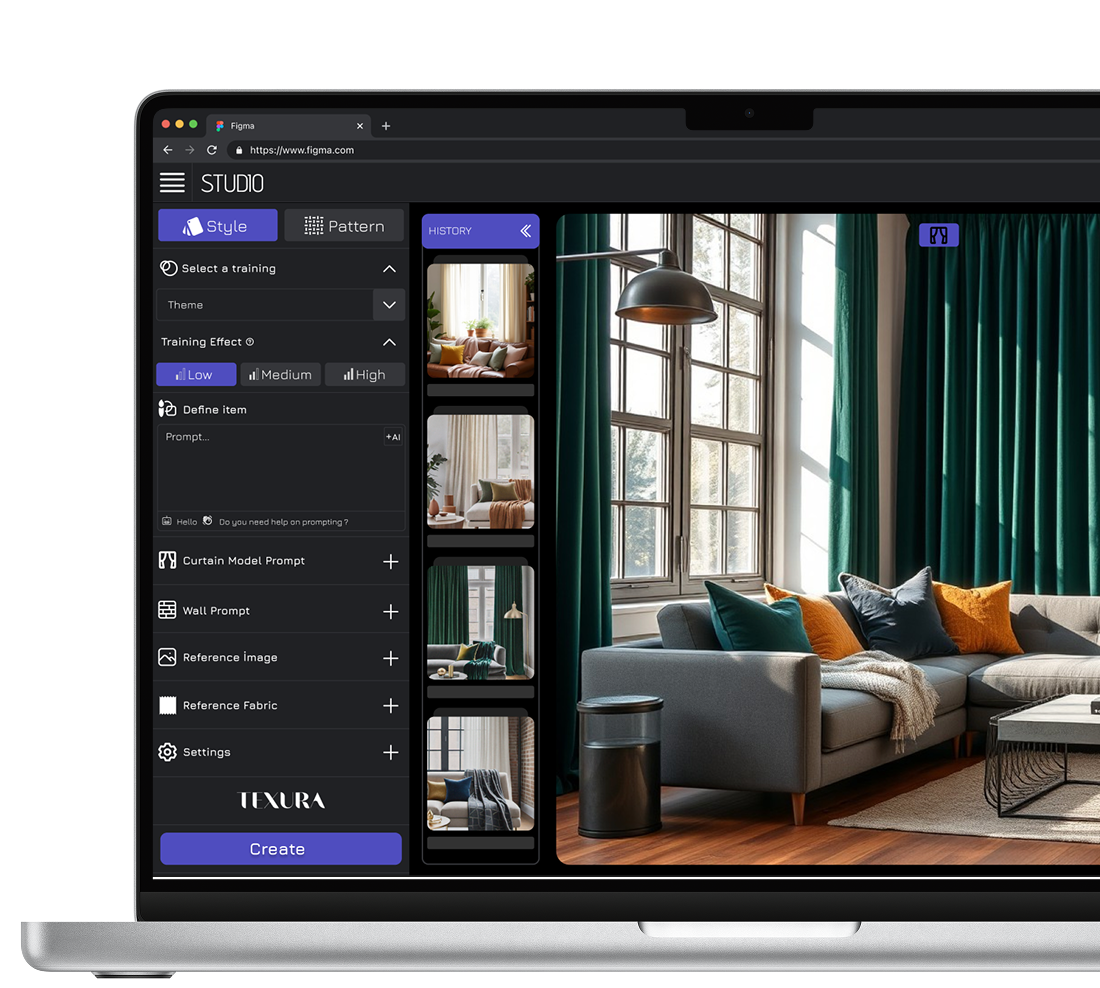 Figma
https://www.figma.com
STUDIO
Style
Pattern
HISTORY
Select a training
Theme
Training Effect
Low
Medium
High
Define item
Prompt...
+AI
Hello
Do you need help on prompting ?
Curtain Model Prompt
Wall Prompt
Reference İmage
Reference Fabric
Settings
TEXURA
Create